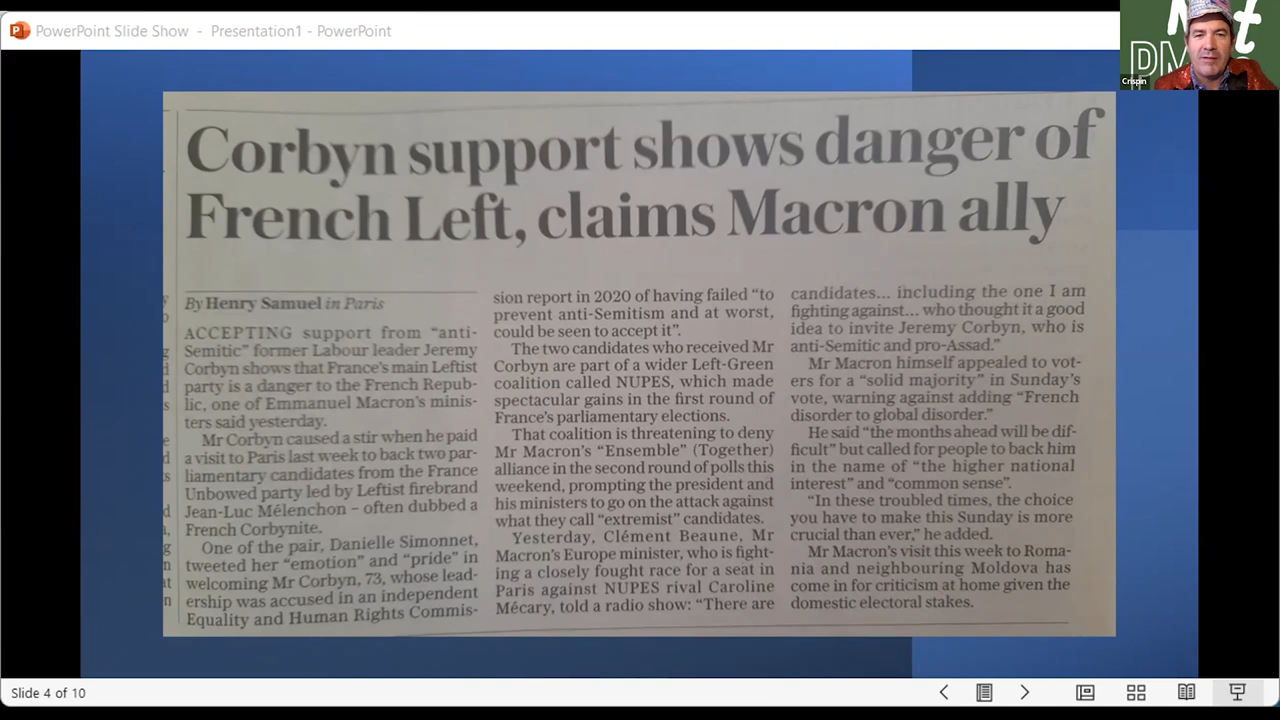 PowerPoint Slide Show - Presentation1 - PowerPoint
Crispin
Corbyn support shows danger of
French Left, claims Macron ally
By Henry Samuel in Paris
ACCEPTING support from "anti-
Semitic" former Labour leader Jeremy
Corbyn shows that France's main Leftist
party is a danger to the French Repub-
lic, one of Emmanuel Macron's minis-
ters said yesterday.
Mr Corbyn caused a stir when he paid
a visit to Paris last week to back two par-
liamentary candidates from the France
Unbowed party led by Leftist firebrand
Jean-Luc Mélenchon – often dubbed a
French Corbynite.
One of the pair, Danielle Simonnet,
tweeted her "emotion" and "pride" in
welcoming Mr Corbyn, 73, whose lead-
ership was accused in an independent
Equality and Human Rights Commis-
sion report in 2020 of having failed "to
prevent anti-Semitism and at worst,
could be seen to accept it".
The two candidates who received Mr
Corbyn are part of a wider Left-Green
coalition called NUPES, which made
spectacular gains in the first round of
France's parliamentary elections.
That coalition is threatening to deny
Mr Macron's "Ensemble" (Together)
alliance in the second round of polls this
weekend, prompting the president and
his ministers to go on the attack against
what they call "extremist" candidates.
Yesterday, Clément Beaune, Mr
Macron's Europe minister, who is fight-
ing a closely fought race for a seat in
Paris against NUPES rival Caroline
Mécary, told a radio show: "There are
candidates... including the one I am
fighting against... who thought it a good
idea to invite Jeremy Corbyn, who is
anti-Semitic and pro-Assad."
Mr Macron himself appealed to vot-
ers for a "solid majority" in Sunday's
vote, warning against adding "French
disorder to global disorder."
He said "the months ahead will be dif-
ficult" but called for people to back him
in the name of "the higher national
interest" and "common sense".
"In these troubled times, the choice
you have to make this Sunday is more
crucial than ever," he added.
Mr Macron's visit this week to Roma-
nia and neighbouring Moldova has
come in for criticism at home given the
domestic electoral stakes.
Slide 4 of 10